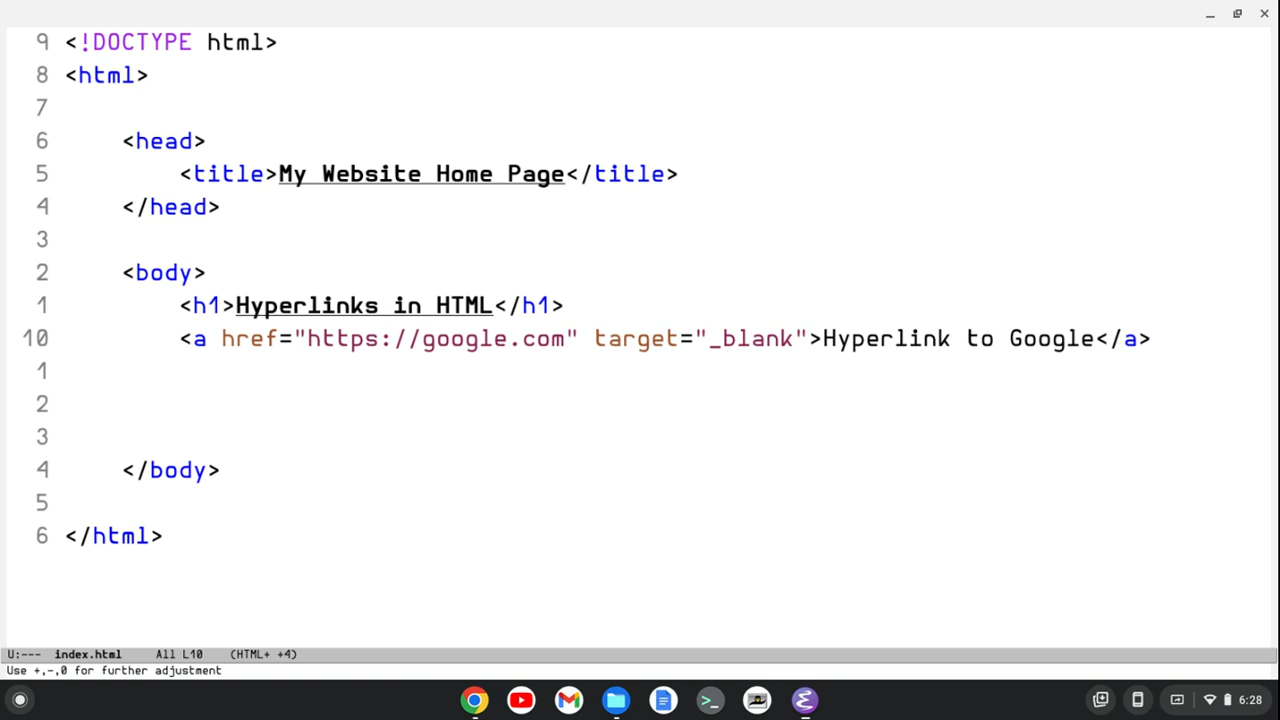 9 <!DOCTYPE html>
8 <html>
7
6 <head>
5 <title>My Website Home Page</title>
4 </head>
3
2 <body>
1 <h1>Hyperlinks in HTML</h1>
10 <a href="https://google.com" target="_blank">Hyperlink to Google</a>
1
2
3
4 </body>
5
6 </html>
U:--- index.html All L10 (HTML+ +4)
Use +,-,0 for further adjustment
6:28